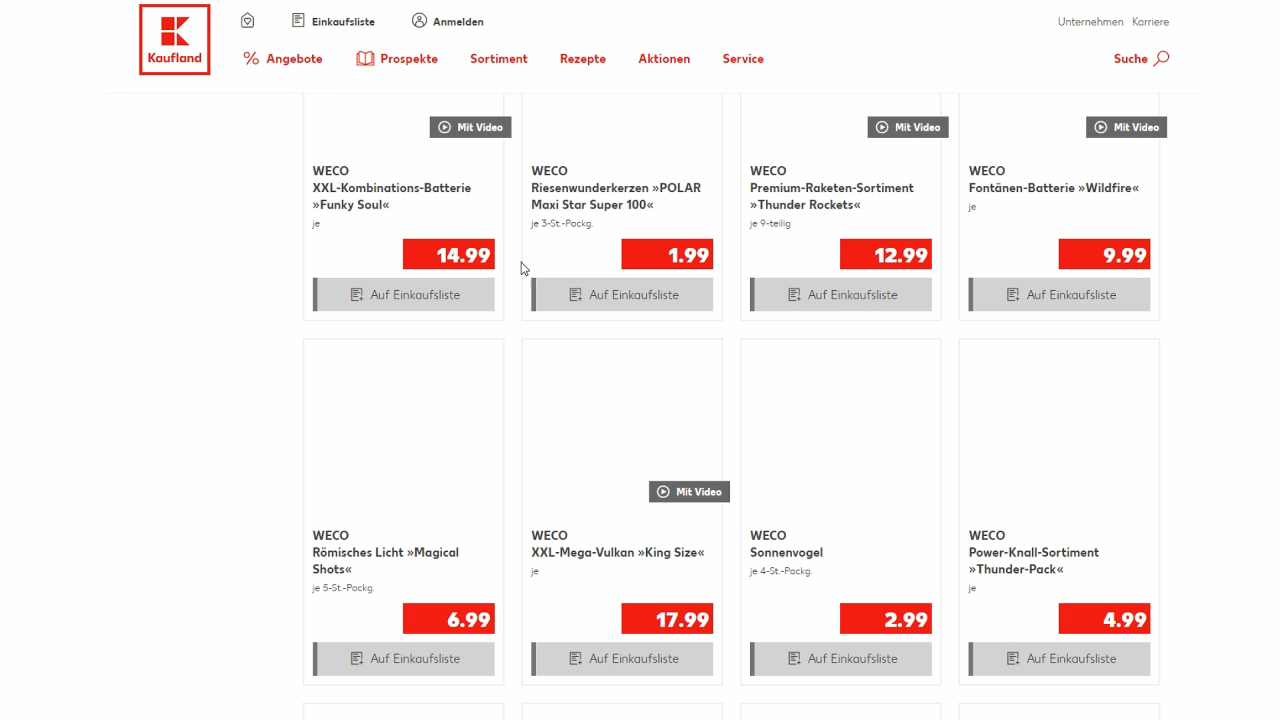 Einkaufsliste
Anmelden
Unternehmen Karriere
Kaufland
Angebote
Prospekte
Sortiment
Rezepte
Aktionen
Service
Suche
Mit Video
Mit Video
Mit Video
WECO
XXL-Kombinations-Batterie
»Funky Soul«
je
14.99
Auf Einkaufsliste
WECO
Riesenwunderkerzen »POLAR
Maxi Star Super 100«
je 3-St.-Packg.
1.99
Auf Einkaufsliste
WECO
Premium-Raketen-Sortiment
»Thunder Rockets«
je 9-teilig
12.99
Auf Einkaufsliste
WECO
Fontänen-Batterie »Wildfire«
je
9.99
Auf Einkaufsliste
WECO
Römisches Licht »Magical
Shots«
je 5-St.-Packg.
6.99
Auf Einkaufsliste
Mit Video
WECO
XXL-Mega-Vulkan »King Size«
je
17.99
Auf Einkaufsliste
WECO
Sonnenvogel
je 4-St.-Packg.
2.99
Auf Einkaufsliste
WECO
Power-Knall-Sortiment
»Thunder-Pack«
je
4.99
Auf Einkaufsliste